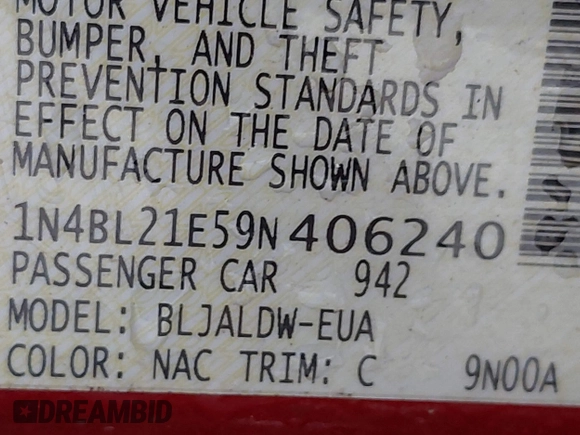 MOTOR VEHICLE SAFETY,
BUMPER, AND THEFT
PREVENTION STANDARDS IN
EFFECT ON THE DATE OF
MANUFACTURE SHOWN ABOVE.
1N4BL21E59N406240
PASSENGER CAR 942
MODEL: BLJALDW-EUA
COLOR: NAC TRIM: C 9N00A
DREAMBID